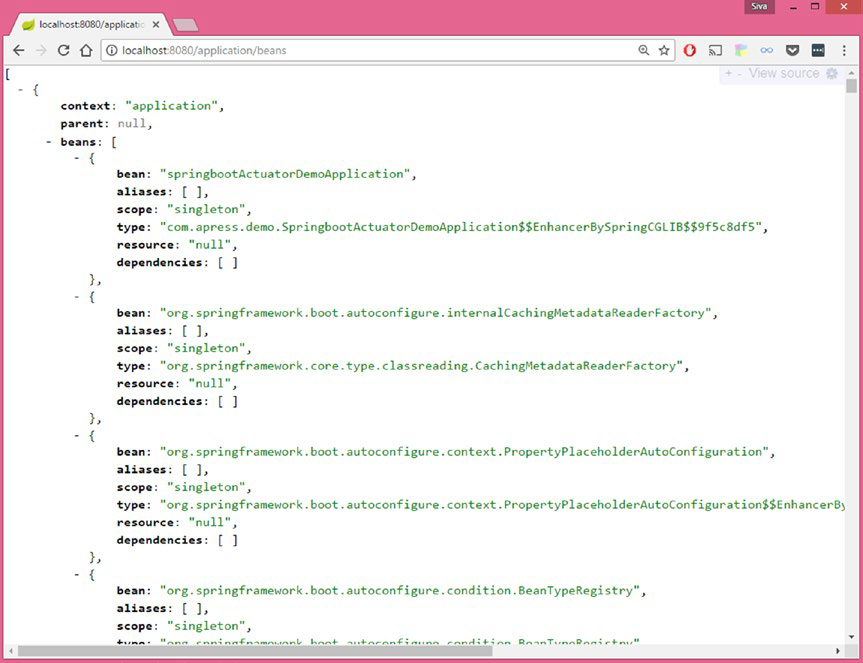 Siva
localhost:8080/applicatio
localhost:8080/application/beans
+ - View source
[
- {
context: "application",
parent: null,
- beans: [
- {
bean: "springbootActuatorDemoApplication",
aliases: [ ],
scope: "singleton",
type: "com.apress.demo.SpringbootActuatorDemoApplication$$EnhancerBySpringCGLIB$$9f5c8df5",
resource: "null",
dependencies: [ ]
},
- {
bean: "org.springframework.boot.autoconfigure.internalCachingMetadataReaderFactory",
aliases: [ ],
scope: "singleton",
type: "org.springframework.core.type.classreading.CachingMetadataReaderFactory",
resource: "null",
dependencies: [ ]
},
- {
bean: "org.springframework.boot.autoconfigure.context.PropertyPlaceholderAutoConfiguration",
aliases: [ ],
scope: "singleton",
type: "org.springframework.boot.autoconfigure.context.PropertyPlaceholderAutoConfiguration$$EnhancerBy
resource: "null",
dependencies: [ ]
},
- {
bean: "org.springframework.boot.autoconfigure.condition.BeanTypeRegistry",
aliases: [ ],
scope: "singleton",
type: "org.springframework.boot.autoconfigure.condition.BeanTypeRegistry"